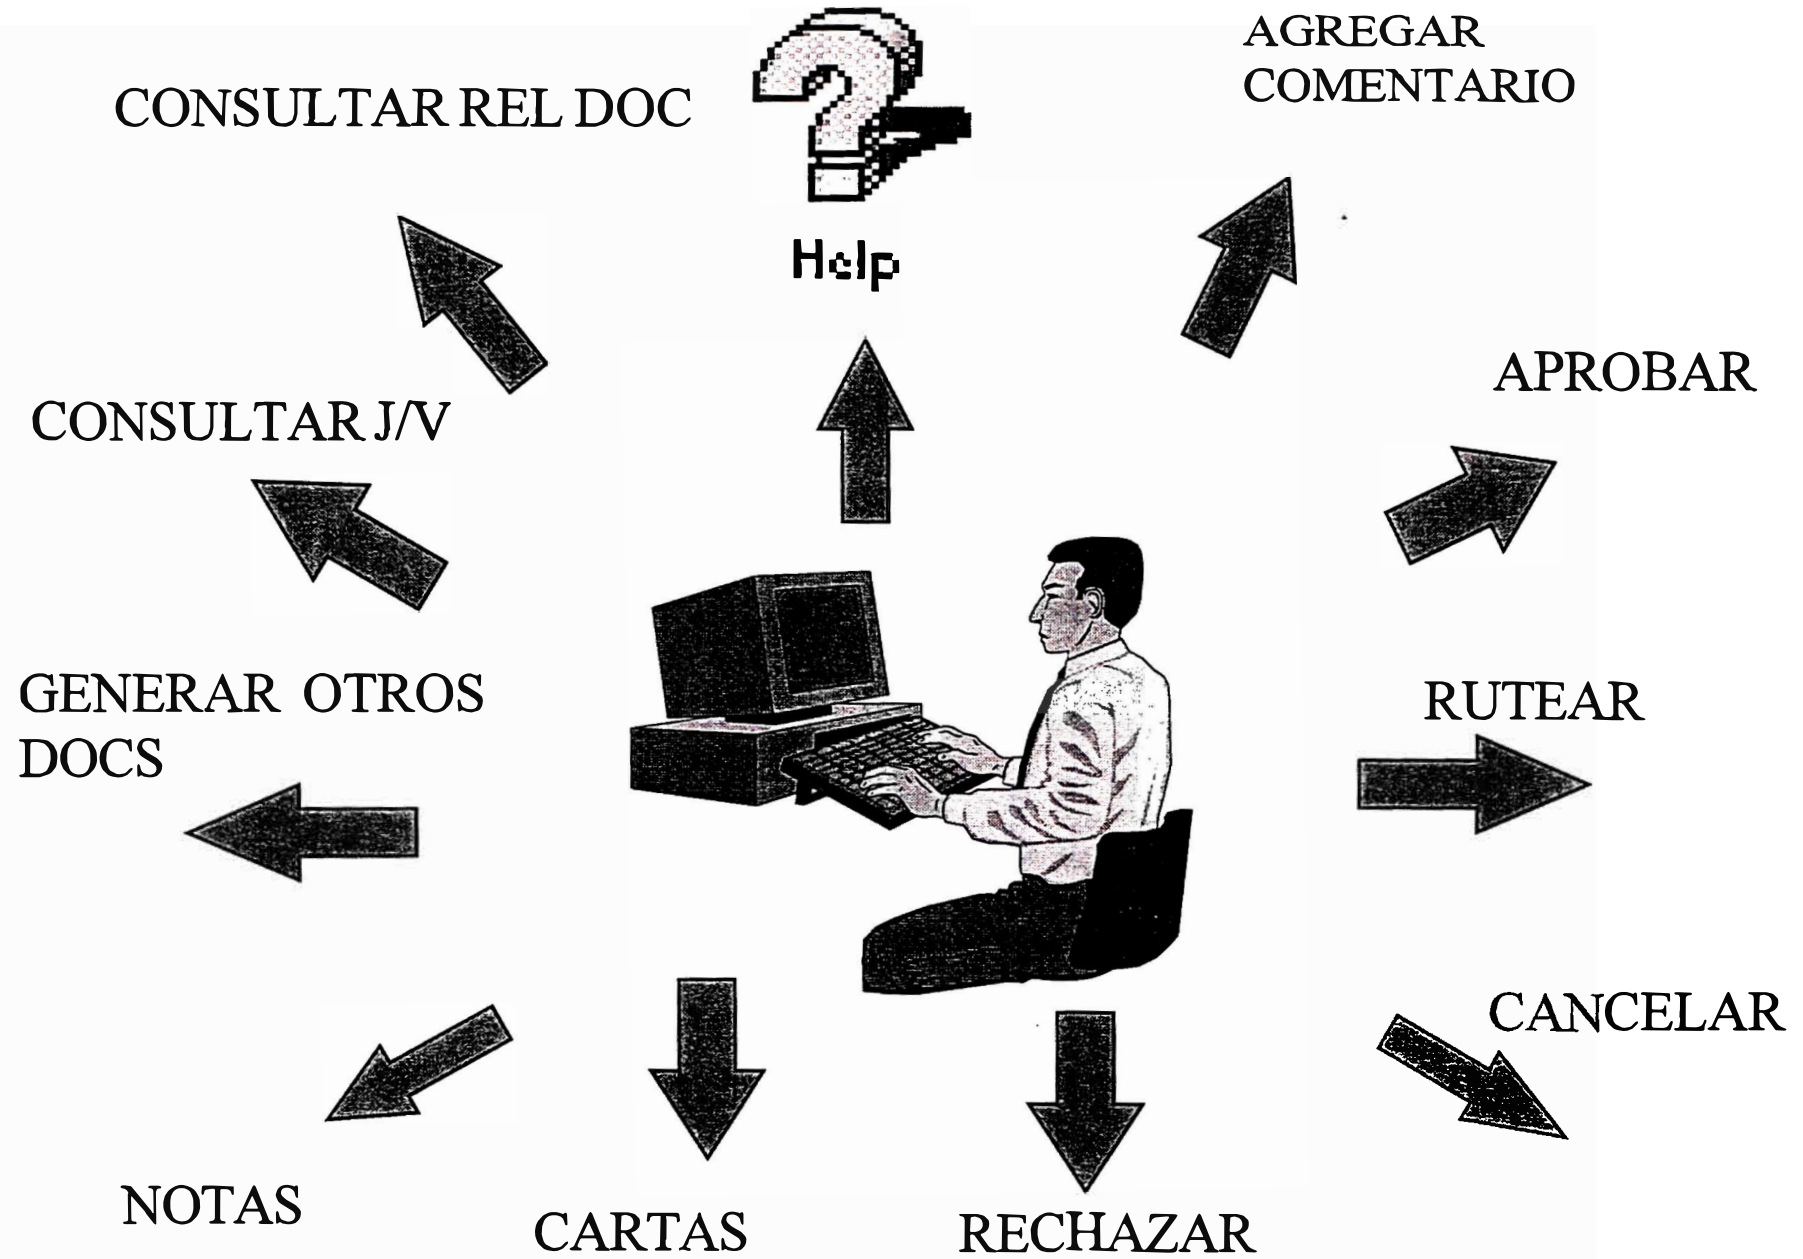 AGREGAR
COMENTARIO
CONSULTAR REL DOC
Help
APROBAR
CONSULTAR J/V
GENERAR OTROS
DOCS
RUTEAR
CANCELAR
NOTAS
CARTAS
RECHAZAR